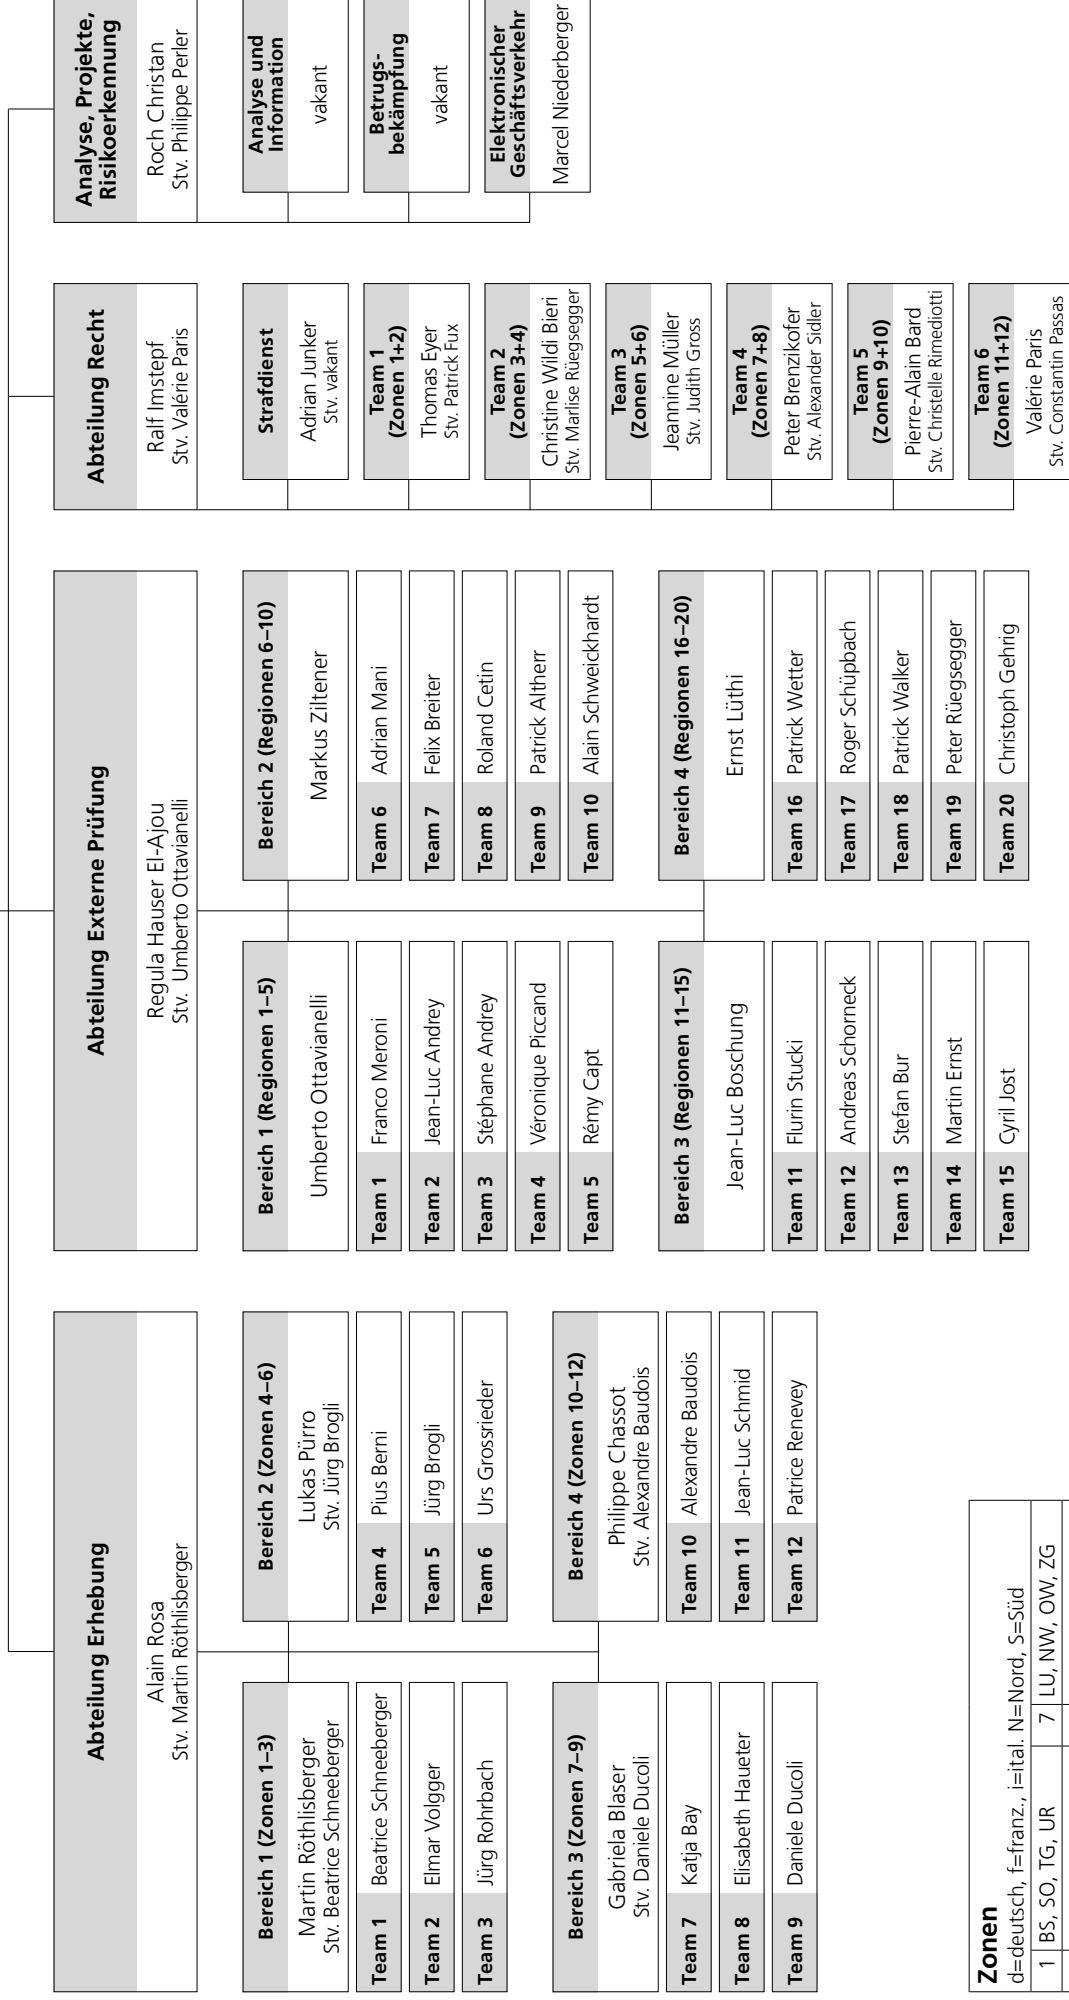 Abteilung Erhebung
Alain Rosa
Stv. Martin Röthlisberger
Bereich 1 (Zonen 1–3)
Martin Röthlisberger
Stv. Beatrice Schneeberger
Team 1 Beatrice Schneeberger
Team 2 Elmar Volgger
Team 3 Jürg Rohrbach
Bereich 2 (Zonen 4–6)
Lukas Pürro
Stv. Jürg Brogli
Team 4 Pius Berni
Team 5 Jürg Brogli
Team 6 Urs Grossrieder
Bereich 3 (Zonen 7–9)
Gabriela Blaser
Stv. Daniele Ducoli
Team 7 Katja Bay
Team 8 Elisabeth Haueter
Team 9 Daniele Ducoli
Bereich 4 (Zonen 10–12)
Philippe Chassot
Stv. Alexandre Baudois
Team 10 Alexandre Baudois
Team 11 Jean-Luc Schmid
Team 12 Patrice Renevey
Abteilung Externe Prüfung
Regula Hauser El-Ajou
Stv. Umberto Ottavianelli
Bereich 1 (Regionen 1–5)
Umberto Ottavianelli
Team 1 Franco Meroni
Team 2 Jean-Luc Andrey
Team 3 Stéphane Andrey
Team 4 Véronique Piccand
Team 5 Rémy Capt
Bereich 2 (Regionen 6–10)
Markus Ziltener
Team 6 Adrian Mani
Team 7 Felix Breiter
Team 8 Roland Cetin
Team 9 Patrick Altherr
Team 10 Alain Schweickhardt
Bereich 3 (Regionen 11–15)
Jean-Luc Boschung
Team 11 Flurin Stucki
Team 12 Andreas Schorneck
Team 13 Stefan Bur
Team 14 Martin Ernst
Team 15 Cyril Jost
Bereich 4 (Regionen 16–20)
Ernst Lüthi
Team 16 Patrick Wetter
Team 17 Roger Schüpbach
Team 18 Patrick Walker
Team 19 Peter Rüegsegger
Team 20 Christoph Gehrig
Abteilung Recht
Ralf Imstepf
Stv. Valérie Paris
Strafdienst
Adrian Junker
Stv. vakant
Team 1
(Zonen 1+2)
Thomas Eyer
Stv. Patrick Fux
Team 2
(Zonen 3+4)
Christine Wildi Bieri
Stv. Marlise Rüegsegger
Team 3
(Zonen 5+6)
Jeannine Müller
Stv. Judith Gross
Team 4
(Zonen 7+8)
Peter Brenzikofer
Stv. Alexander Sidler
Team 5
(Zonen 9+10)
Pierre-Alain Bard
Stv. Christelle Rimediotti
Team 6
(Zonen 11+12)
Valérie Paris
Stv. Constantin Passas
Analyse, Projekte,
Risikoerkennung
Roch Christan
Stv. Philippe Perler
Analyse und
Information
vakant
Betrugs-
bekämpfung
vakant
Elektronischer
Geschäftsverkehr
Marcel Niederberger
Zonen
d=deutsch, f=franz., i=ital. N=Nord, S=Süd
1 BS, SO, TG, UR 7 LU, NW, OW, ZG